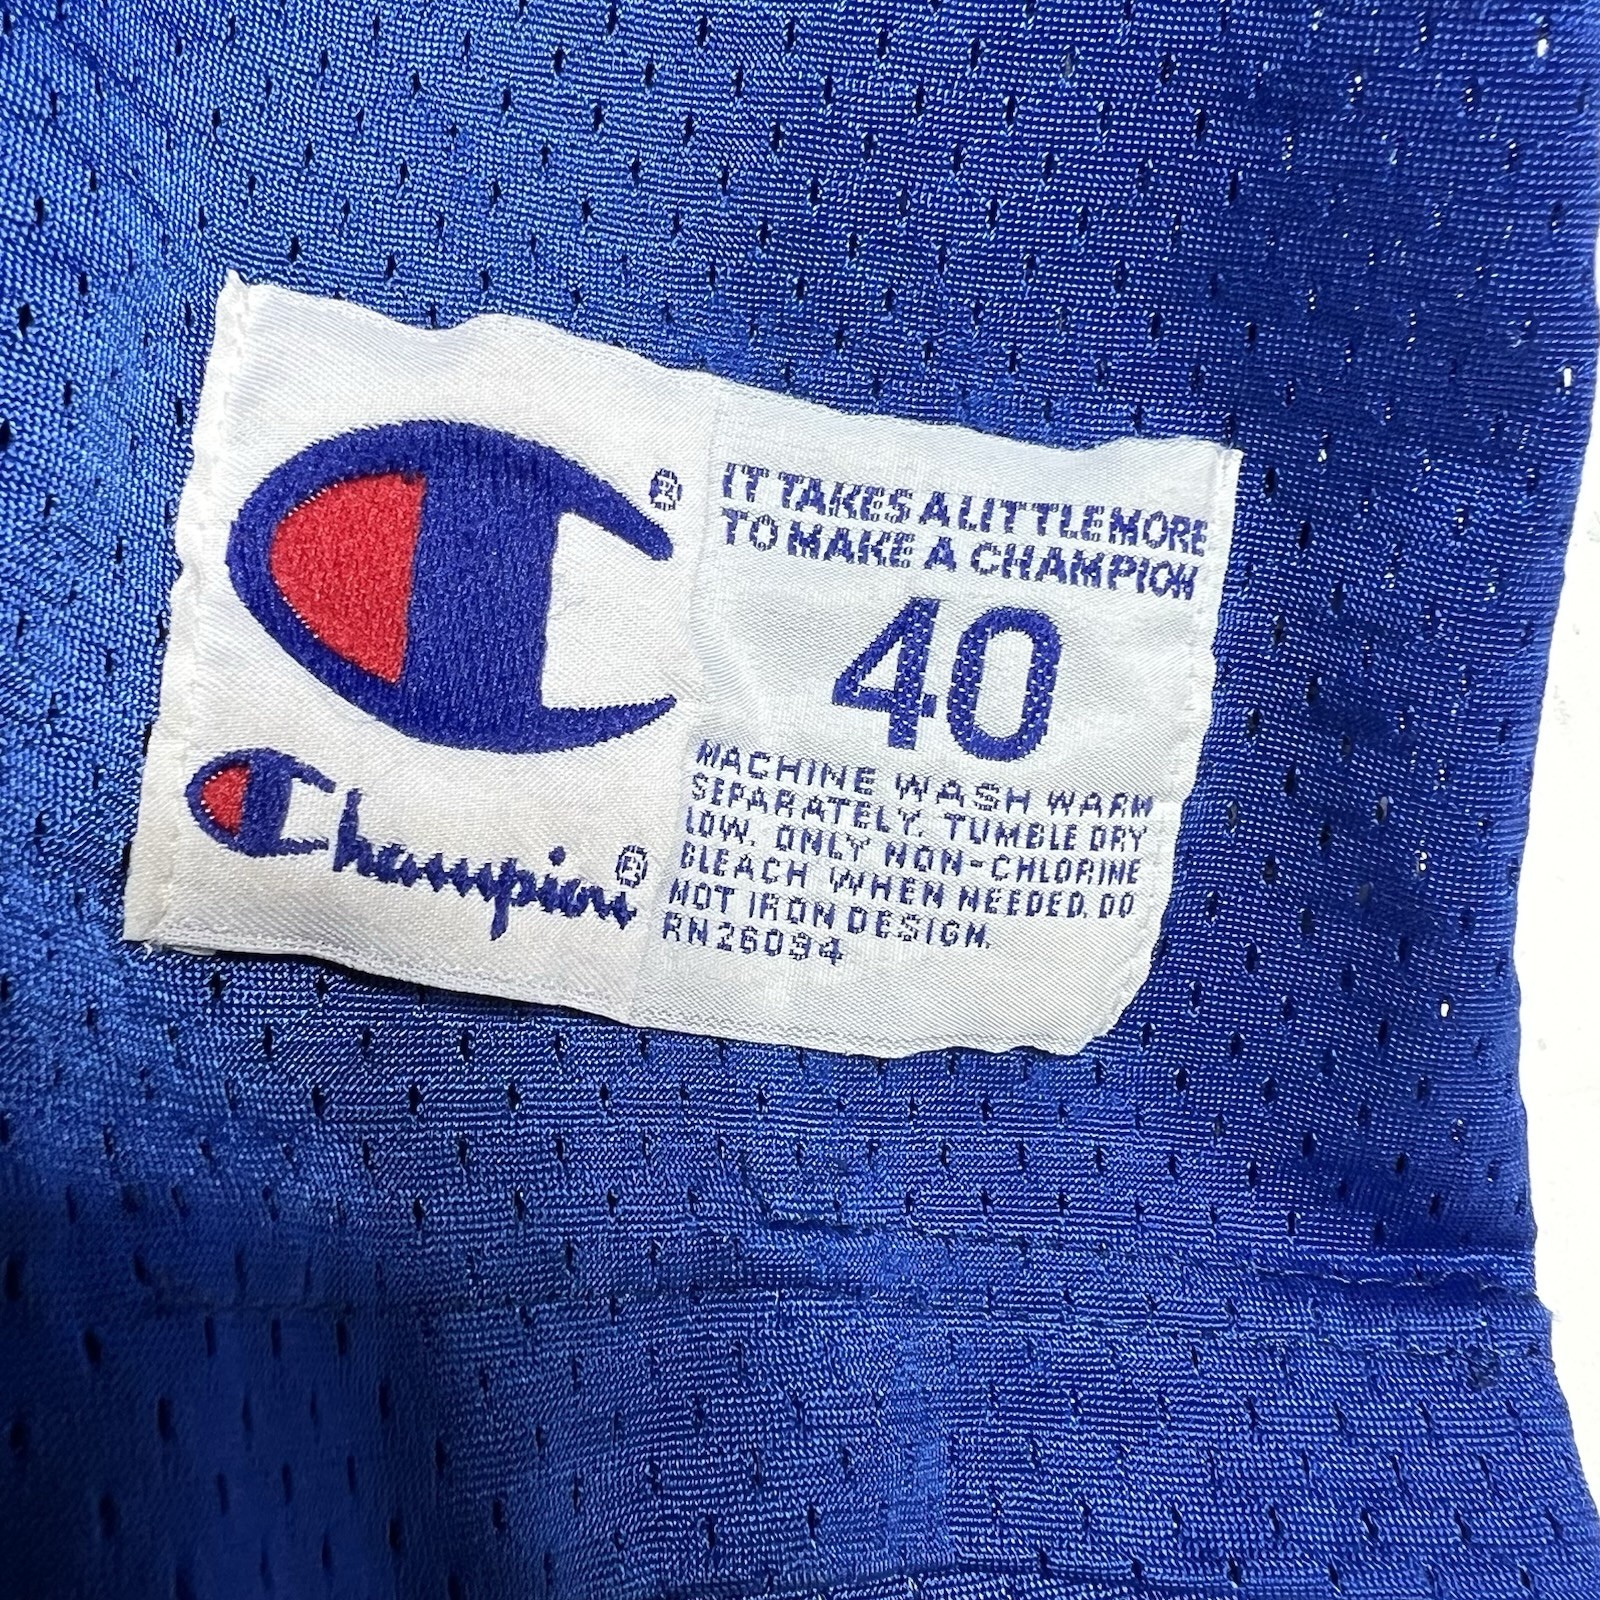 Champion
IT TAKES A LITTLE MORE
TO MAKE A CHAMPION
40
MACHINE WASH WARM
SEPARATELY. TUMBLE DRY
LOW. ONLY NON-CHLORINE
BLEACH WHEN NEEDED. DO
NOT IRON DESIGN.
RN26094